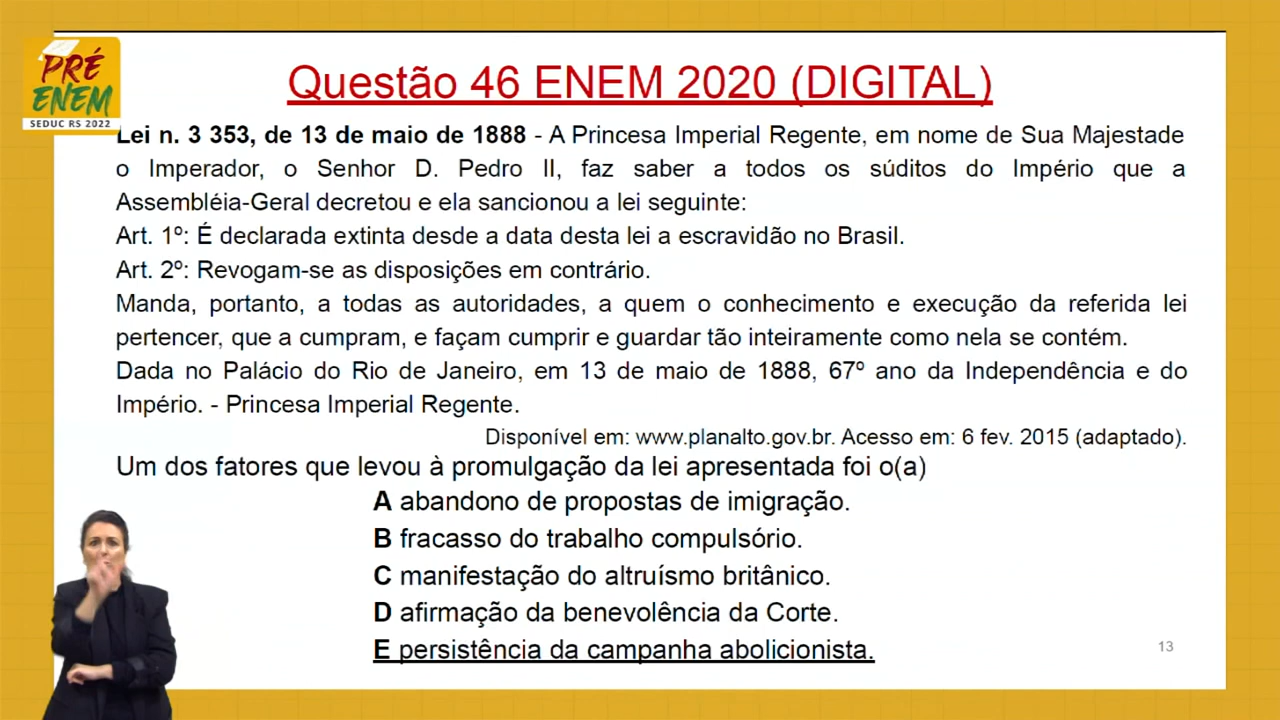 PRÉ
ENEM
SEDUC RS 2022
Questão 46 ENEM 2020 (DIGITAL)
Lei n. 3 353, de 13 de maio de 1888 - A Princesa Imperial Regente, em nome de Sua Majestade
o Imperador, o Senhor D. Pedro II, faz saber a todos os súditos do Império que a
Assembléia-Geral decretou e ela sancionou a lei seguinte:
Art. 1º: É declarada extinta desde a data desta lei a escravidão no Brasil.
Art. 2º: Revogam-se as disposições em contrário.
Manda, portanto, a todas as autoridades, a quem o conhecimento e execução da referida lei
pertencer, que a cumpram, e façam cumprir e guardar tão inteiramente como nela se contém.
Dada no Palácio do Rio de Janeiro, em 13 de maio de 1888, 67º ano da Independência e do
Império. - Princesa Imperial Regente.
Disponível em: www.planalto.gov.br. Acesso em: 6 fev. 2015 (adaptado).
Um dos fatores que levou à promulgação da lei apresentada foi o(a)
A abandono de propostas de imigração.
B fracasso do trabalho compulsório.
C manifestação do altruísmo britânico.
D afirmação da benevolência da Corte.
E persistência da campanha abolicionista.
13